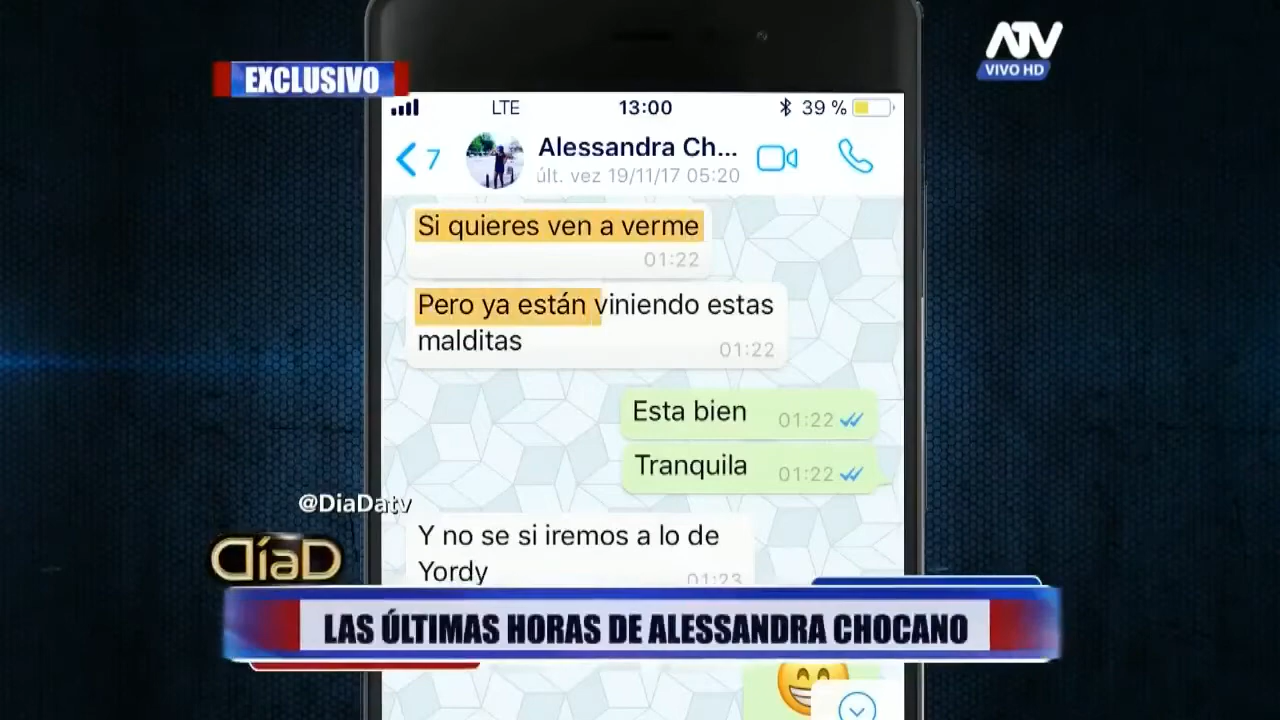 ATV
VIVO HD
EXCLUSIVO
LTE
13:00
39 %
7
Alessandra Ch...
últ. vez 19/11/17 05:20
Si quieres ven a verme
01:22
Pero ya están viniendo estas
malditas
01:22
Esta bien
01:22
Tranquila
01:22
@DiaDatv
Y no se si iremos a lo de
Yordy
01:23
DíaD
LAS ÚLTIMAS HORAS DE ALESSANDRA CHOCANO